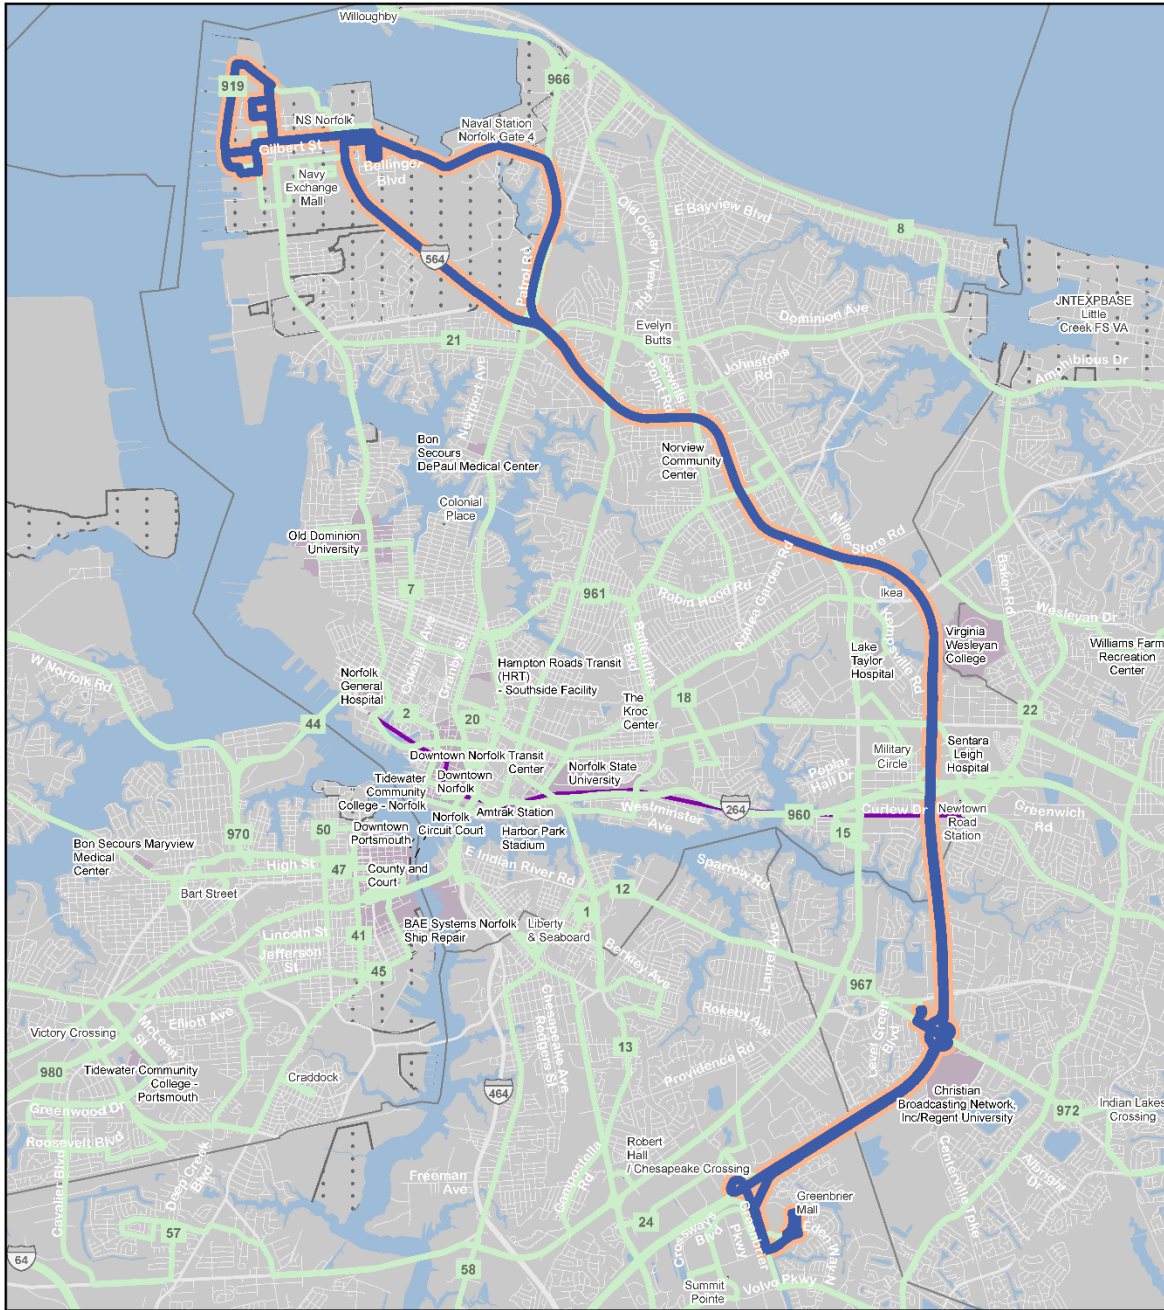 Willoughby
966
919
NS Norfolk
Naval Station
Norfolk Gate 4
Gilbert St
Bellinger
Blvd
Navy
Exchange
Mall
Old Ocean View Rd
E Bayview Blvd
8
564
Patrol Rd
JNTEXPBASE
Little
Creek FS VA
Dominion Ave
Evelyn
Butts
21
Amphibious Dr
Johnstons
Rd
Sewells
Point Rd
Newport Ave
Bon
Secours
DePaul Medical Center
Norview
Community
Center
Colonial
Place
Old Dominion
University
Miller
Store Rd
Azalea Garden Rd
7
961
Robin Hood Rd
Ikea
Baker Rd
Wesleyan Dr
Kempsville Rd
Virginia
Wesleyan
College
Williams Farm
Recreation
Center
Ballentine
Blvd
Granby St
Lake
Taylor
Hospital
W Norfolk Rd
Norfolk
General
Hospital
Hampton Roads Transit
(HRT)
- Southside Facility
The
Kroc
Center
18
22
44
2
20
Military
Circle
Sentara
Leigh
Hospital
Downtown Norfolk Transit
Center
Downtown
Norfolk
Norfolk State
University
Poplar
Hall Dr
Tidewater
Community
College - Norfolk
Amtrak Station
264
960
Westminster
Ave
Curlew Dr
Newtown
Road
Station
Greenwich
Rd
Norfolk
Circuit Court
Harbor Park
Stadium
15
970
50
Downtown
Portsmouth
Bon Secours Maryview
Medical
Center
High St
47
County and
Court
E Indian River Rd
Sparrow Rd
12
Bart Street
1
BAE Systems Norfolk
Ship Repair
Liberty
& Seaboard
Lincoln St
41
Jefferson
St
45
Berkley Ave
Laurel Ave
967
Level Green
Blvd
Rokeby Ave
Chesapeake Ave
Rodgers St
Elliott Ave
McLean
St
Victory Crossing
13
Providence Rd
980
Tidewater Community
College -
Portsmouth
Craddock
464
Christian
Broadcasting Network,
Inc/Regent University
972
Indian Lakes
Crossing
Greenwood Dr
Roosevelt Blvd
Deep Creek
Blvd
Cavalier Blvd
Robert
Hall
/ Chesapeake Crossing
Freeman
Ave
Campostella
Rd
Centerville Tpke
Albright
Dr
Greenbrier
Mall
24
Crossways
Blvd
Greenbrier
Pkwy
Eden Way N
57
64
58
Summit
Pointe
Volvo Pkwy